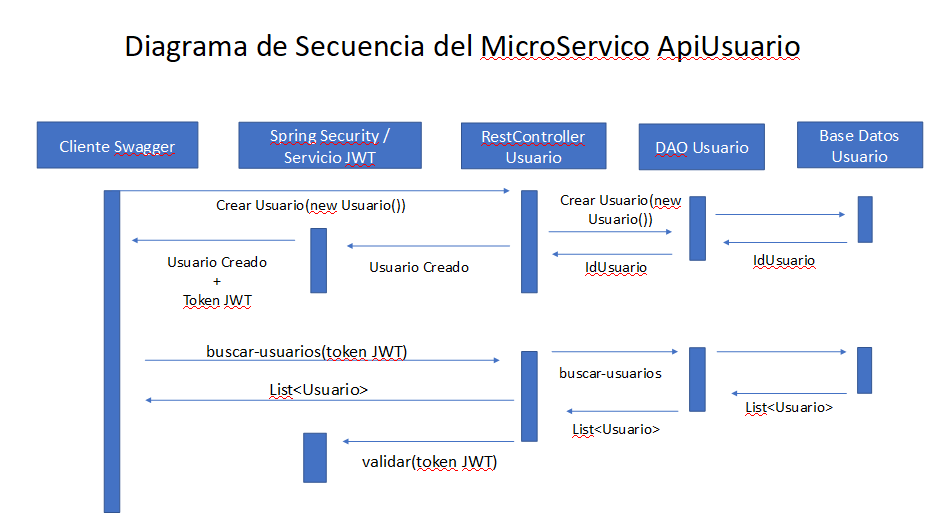 Diagrama de Secuencia del MicroServico ApiUsuario
Cliente Swagger
Spring Security /
Servicio JWT
RestController
Usuario
DAO Usuario
Base Datos
Usuario
Crear Usuario(new Usuario())
Crear Usuario(new
Usuario())
Usuario Creado
+
Token JWT
Usuario Creado
IdUsuario
IdUsuario
buscar-usuarios(token JWT)
buscar-usuarios
List<Usuario>
List<Usuario>
List<Usuario>
validar(token JWT)